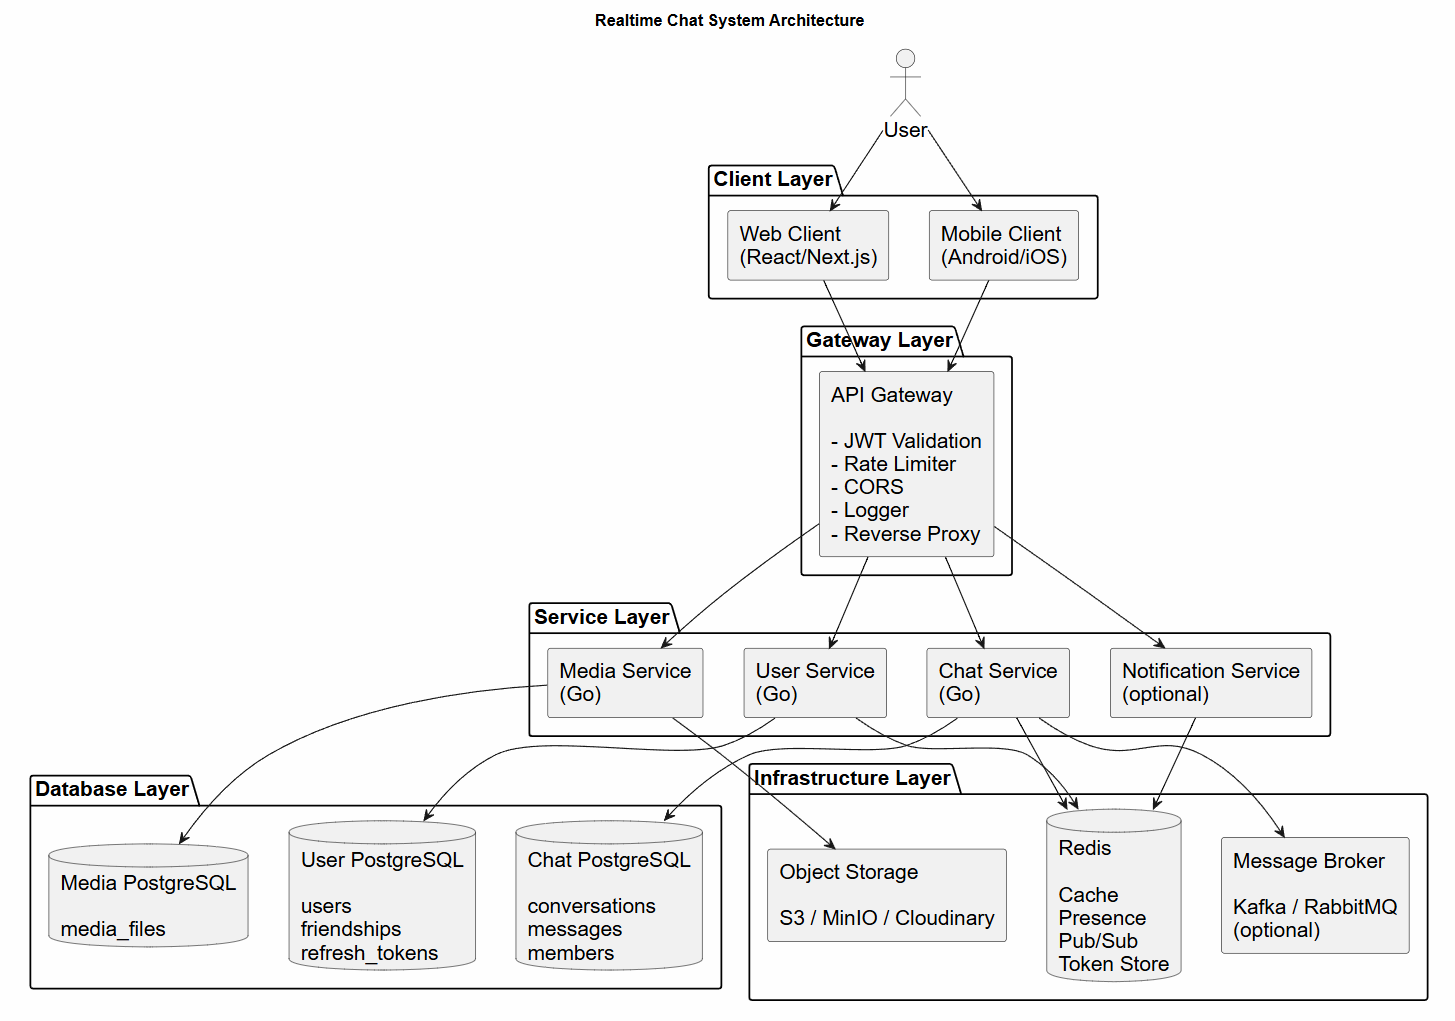 Realtime Chat System Architecture
User
Client Layer
Web Client
(React/Next.js)
Mobile Client
(Android/iOS)
Gateway Layer
API Gateway
- JWT Validation
- Rate Limiter
- CORS
- Logger
- Reverse Proxy
Service Layer
Media Service
(Go)
User Service
(Go)
Chat Service
(Go)
Notification Service
(optional)
Database Layer
Media PostgreSQL
media_files
User PostgreSQL
users
friendships
refresh_tokens
Chat PostgreSQL
conversations
messages
members
Infrastructure Layer
Object Storage
S3 / MinIO / Cloudinary
Redis
Cache
Presence
Pub/Sub
Token Store
Message Broker
Kafka / RabbitMQ
(optional)